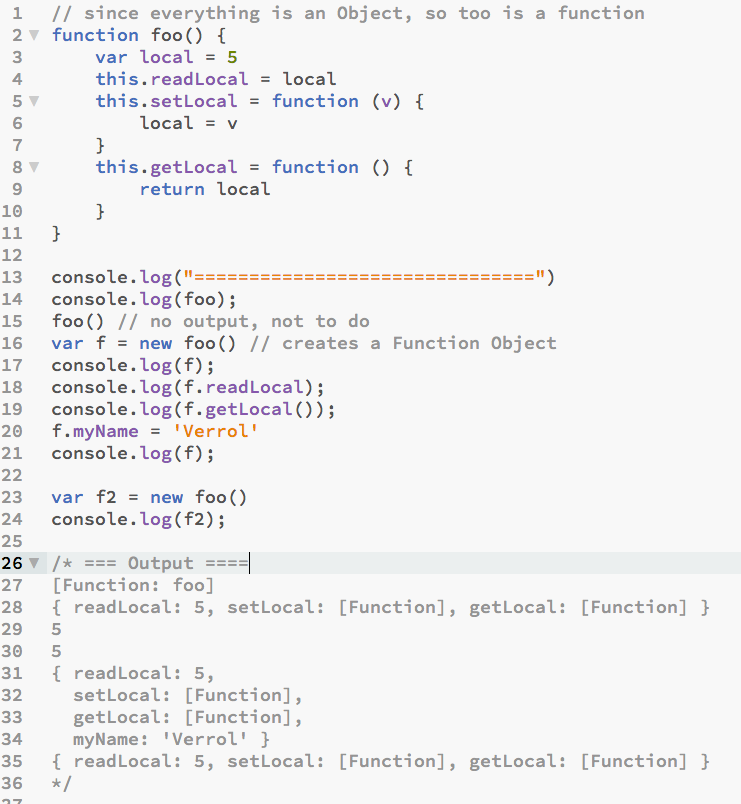 1 // since everything is an Object, so too is a function
2 function foo() {
3     var local = 5
4     this.readLocal = local
5     this.setLocal = function (v) {
6         local = v
7     }
8     this.getLocal = function () {
9         return local
10     }
11 }
12
13 console.log("===============================")
14 console.log(foo);
15 foo() // no output, not to do
16 var f = new foo() // creates a Function Object
17 console.log(f);
18 console.log(f.readLocal);
19 console.log(f.getLocal());
20 f.myName = 'Verrol'
21 console.log(f);
22
23 var f2 = new foo()
24 console.log(f2);
25
26 /* === Output ====
27 [Function: foo]
28 { readLocal: 5, setLocal: [Function], getLocal: [Function] }
29 5
30 5
31 { readLocal: 5,
32   setLocal: [Function],
33   getLocal: [Function],
34   myName: 'Verrol' }
35 { readLocal: 5, setLocal: [Function], getLocal: [Function] }
36 */
37